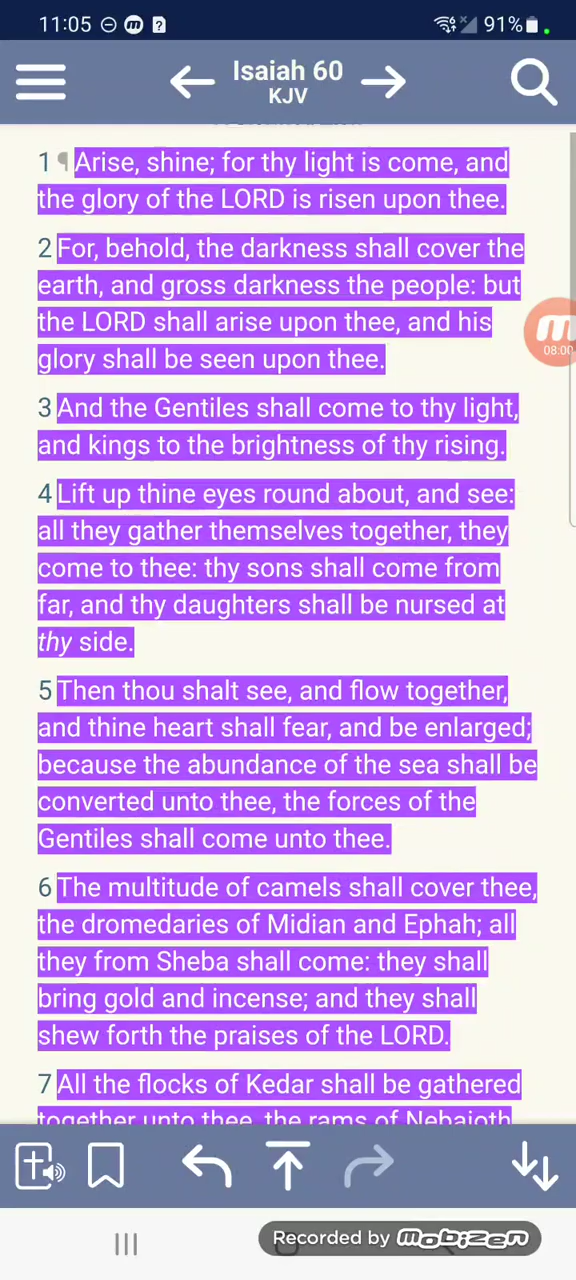 11:05 91%
Isaiah 60
KJV
08:00
1 ¶ Arise, shine; for thy light is come, and
the glory of the LORD is risen upon thee.
2 For, behold, the darkness shall cover the
earth, and gross darkness the people: but
the LORD shall arise upon thee, and his
glory shall be seen upon thee.
3 And the Gentiles shall come to thy light,
and kings to the brightness of thy rising.
4 Lift up thine eyes round about, and see:
all they gather themselves together, they
come to thee: thy sons shall come from
far, and thy daughters shall be nursed at
thy side.
5 Then thou shalt see, and flow together,
and thine heart shall fear, and be enlarged;
because the abundance of the sea shall be
converted unto thee, the forces of the
Gentiles shall come unto thee.
6 The multitude of camels shall cover thee,
the dromedaries of Midian and Ephah; all
they from Sheba shall come: they shall
bring gold and incense; and they shall
shew forth the praises of the LORD.
7 All the flocks of Kedar shall be gathered
together unto thee, the rams of Nebaioth
Recorded by Mobizen